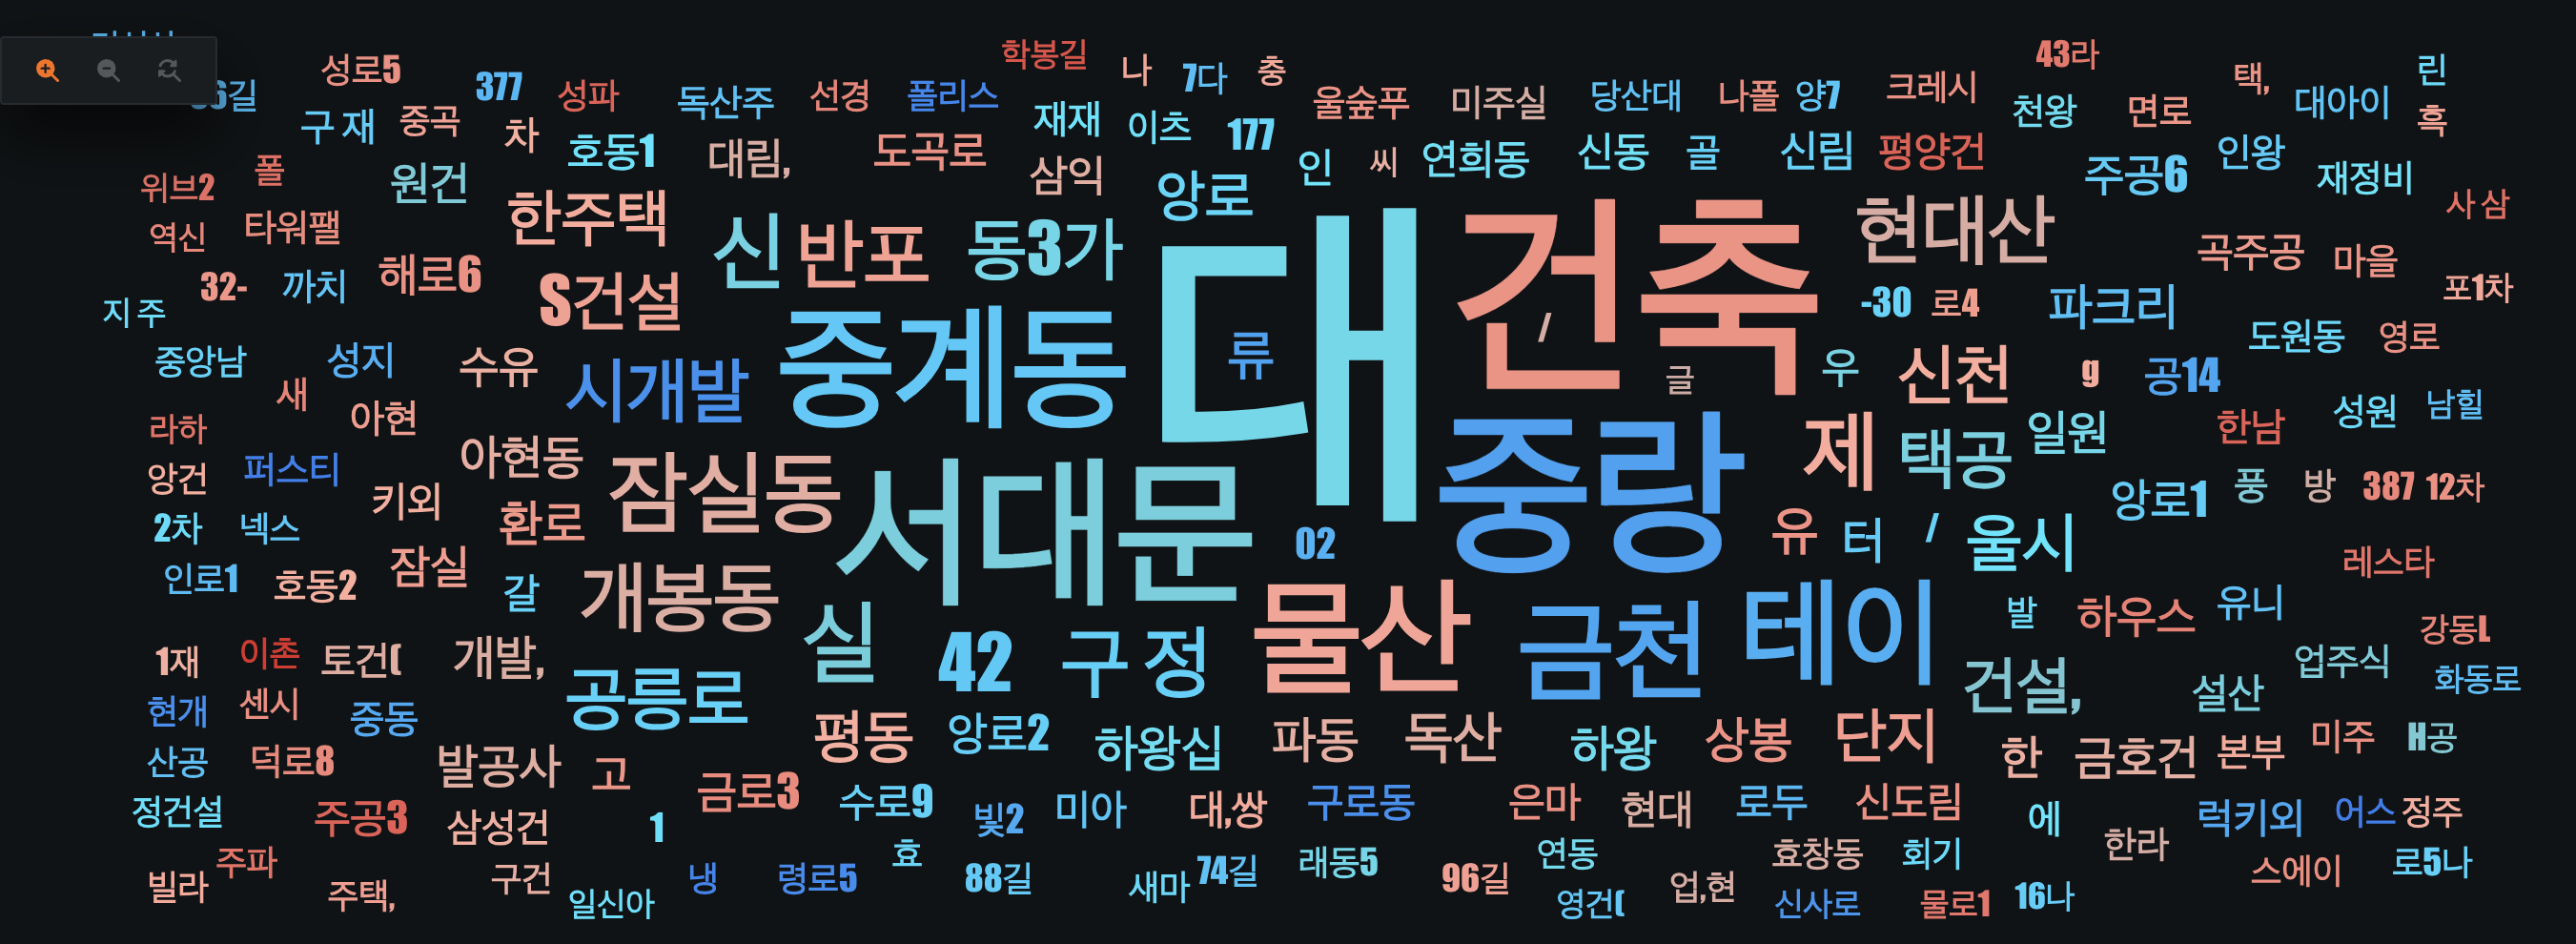 학봉길
43라
성로5 377 성파 독산주 선경 폴리스 나 7다 충 울숲푸 미주실 당산대 나폴 양7 크레시 택, 대아이 린
구 재 중곡 차 호동1 대림, 도곡로 재재 이츠 177 인 씨 연희동 신동 골 신림 평양건 천왕 면로 인왕 흑
위브2 폴 원건 한주택 삼익 앙로 주공6 재정비 사 삼
역신 타워팰 신 반포 동3가 대 건축 현대산 곡주공 마을
지 주 32- 까치 해로6 S건설 -30 로4 파크리 포1차
중앙남 성지 수유 시개발 중계동 류 / 글 우 신천 g 공14 도원동 영로
라하 새 아현 아현동 중랑 제 택공 일원 한남 성원 남힐
앙건 퍼스티 키외 환로 잠실동 서대문 앙로1 풍 방 387 12차
2차 넥스 잠실 02 유 터 / 울시 레스타
인로1 호동2 갈 개봉동 실 물산 금천 테이 발 하우스 유니
1재 이촌 토건( 개발, 공릉로 42 구 정 건설, 설산 업주식 강동L 화동로
현개 센시 중동 평동 앙로2 하왕십 파동 독산 하왕 상봉 단지 한 금호건 본부 미주 H공
산공 덕로8 발공사 고 금로3 수로9
정건설 주공3 삼성건 1 빛2 미아 대,쌍 구로동 은마 현대 로두 신도림 에 한라 럭키외 어스 정주
빌라 주파 주택, 구건 일신아 냉 령로5 효 88길 새마 74길 래동5 96길 연동 영건( 업,현 효창동 신사로 회기 물로1 16나 스에이 로5나